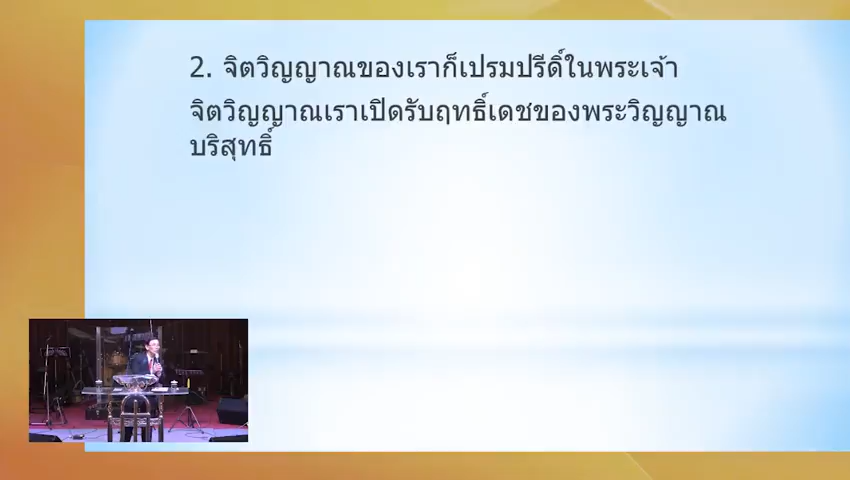 2. จิตวิญญาณของเราก็เปรมปรีดิ์ในพระเจ้า
จิตวิญญาณเราเปิดรับฤทธิ์เดชของพระวิญญาณ
บริสุทธิ์